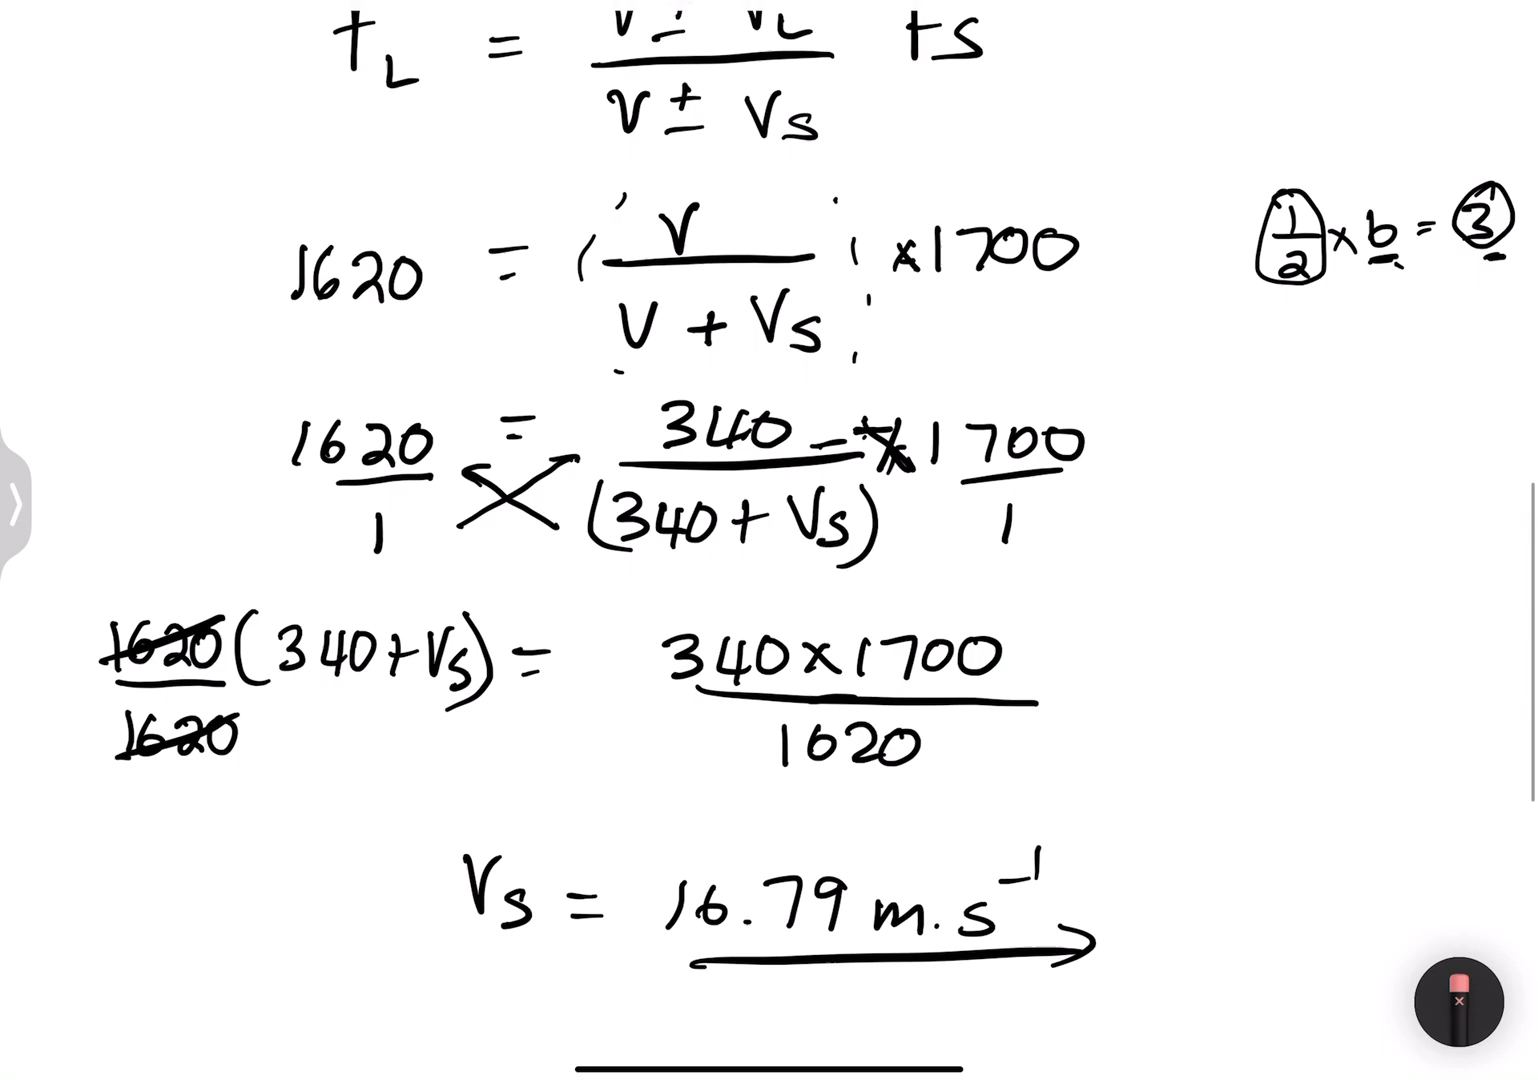 fL = (v ± vL)/(v ± vs) fs
1620 = (v/(v + vs)) × 1700
1/2 × 6 = 3
1620/1 = 340/(340 + vs) × 1700/1
1620(340 + vs)/1620 = 340 × 1700/1620
vs = 16.79 m.s⁻¹